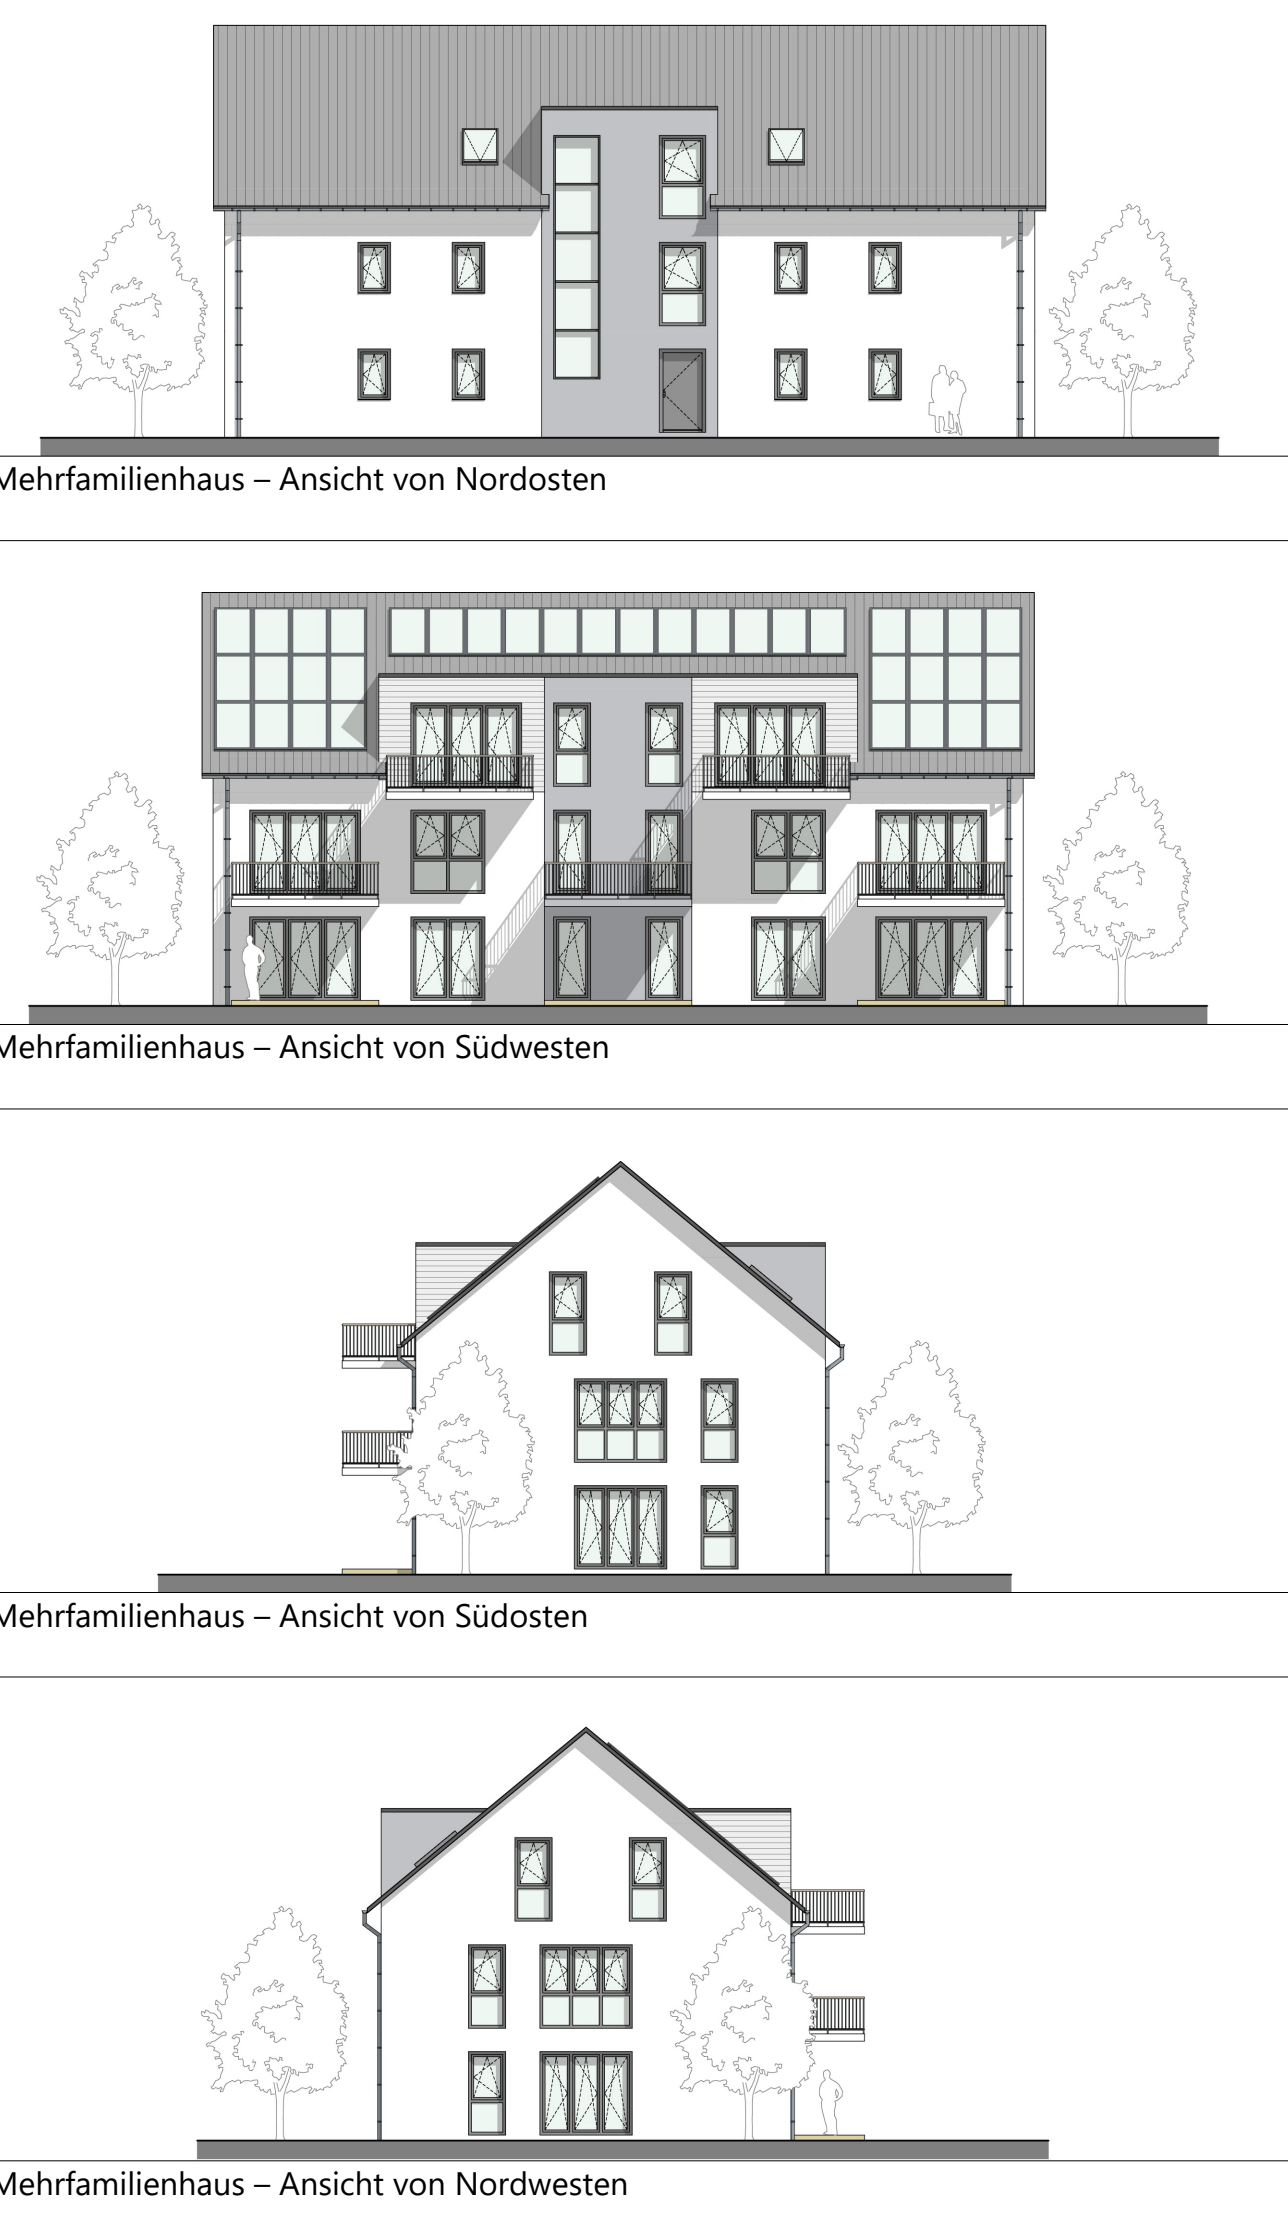 Mehrfamilienhaus – Ansicht von Nordosten
Mehrfamilienhaus – Ansicht von Südwesten
Mehrfamilienhaus – Ansicht von Südosten
Mehrfamilienhaus – Ansicht von Nordwesten